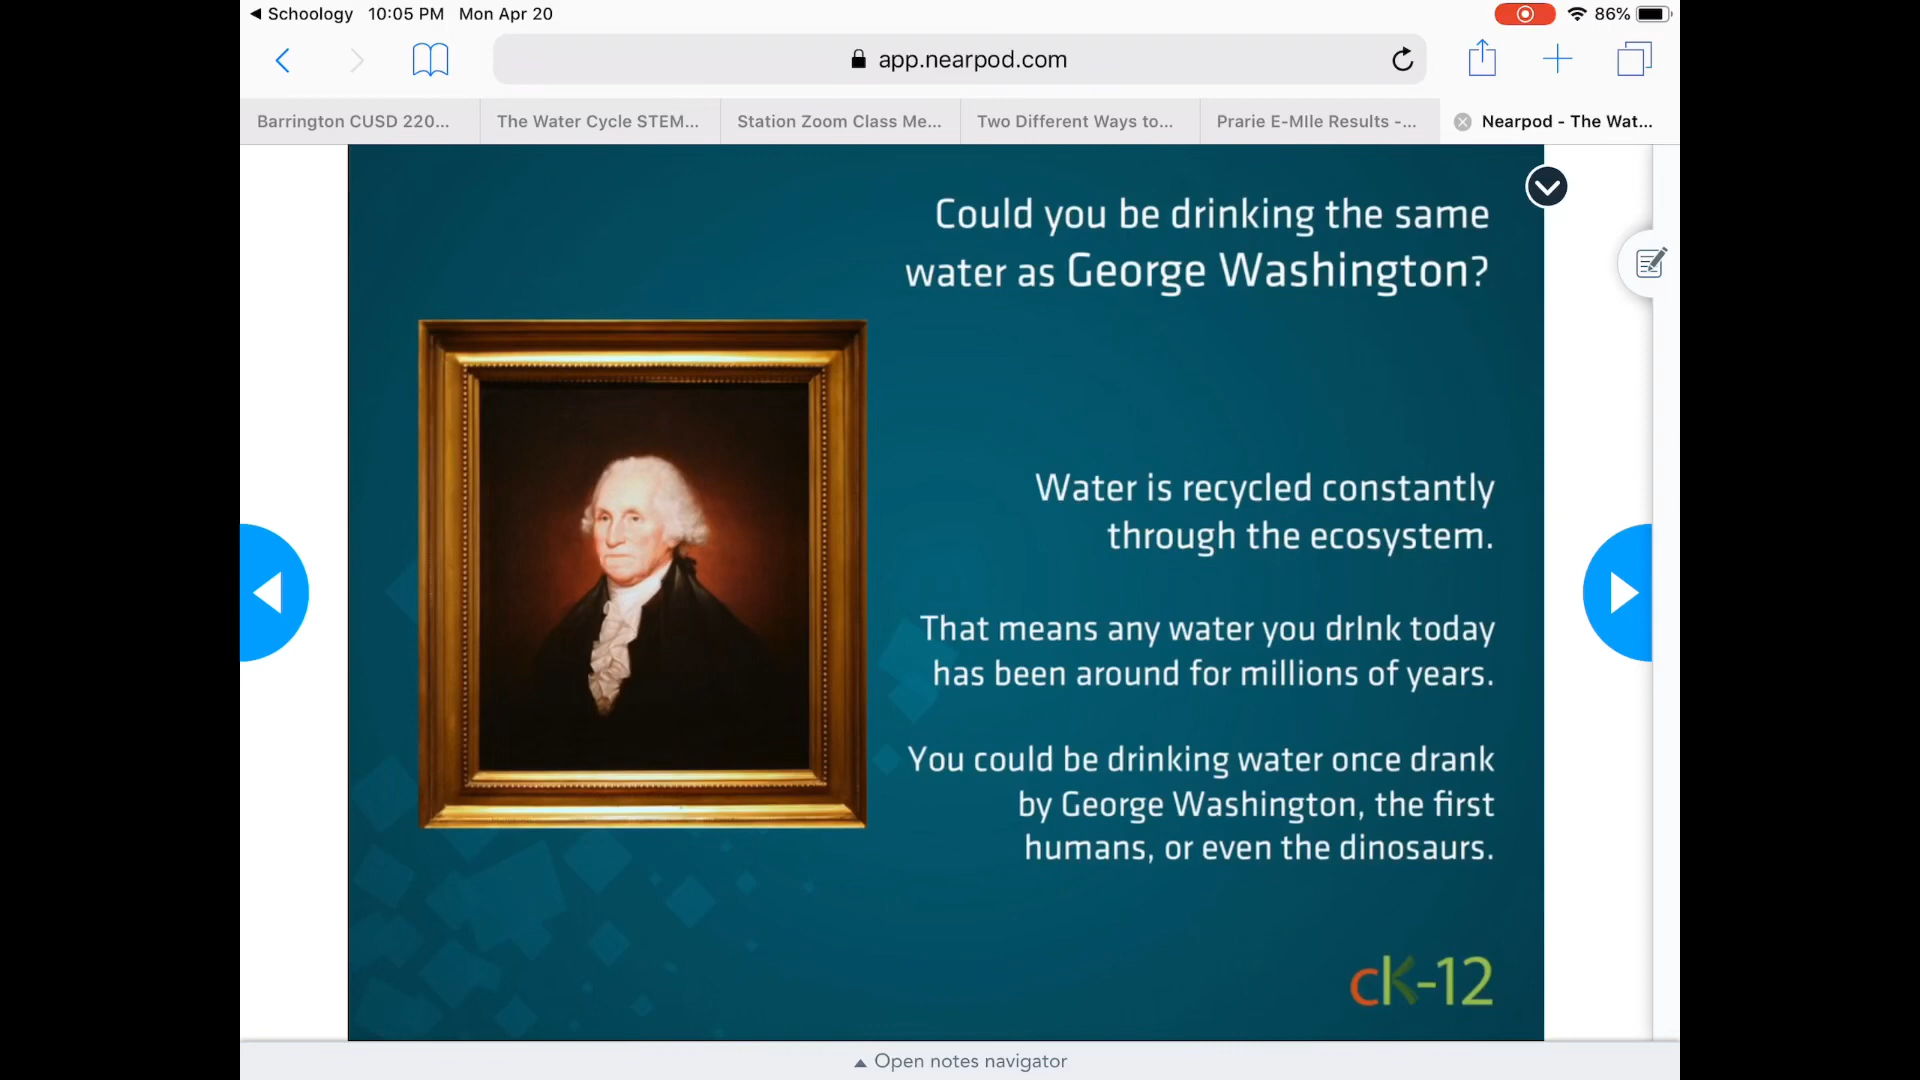 Schoology 10:05 PM Mon Apr 20 86%
app.nearpod.com
Barrington CUSD 220... The Water Cycle STEM... Station Zoom Class Me... Two Different Ways to... Prarie E-MIle Results -... Nearpod - The Wat...
Could you be drinking the same
water as George Washington?
Water is recycled constantly
through the ecosystem.
That means any water you drInk today
has been around for millions of years.
You could be drinking water once drank
by George Washington, the first
humans, or even the dinosaurs.
cK-12
Open notes navigator